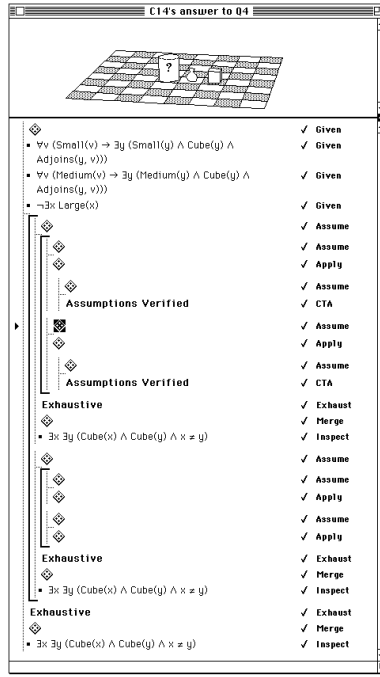 C14's answer to Q4
?
✓ Given
▪ ∀v (Small(v) → ∃y (Small(y) ∧ Cube(y) ∧ ✓ Given
Adjoins(y, v)))
▪ ∀v (Medium(v) → ∃y (Medium(y) ∧ Cube(y) ∧ ✓ Given
Adjoins(y, v)))
▪ ¬∃x Large(x) ✓ Given
✓ Assume
✓ Assume
✓ Apply
✓ Assume
Assumptions Verified ✓ CTA
✓ Assume
✓ Apply
✓ Assume
Assumptions Verified ✓ CTA
Exhaustive ✓ Exhaust
✓ Merge
▪ ∃x ∃y (Cube(x) ∧ Cube(y) ∧ x ≠ y) ✓ Inspect
✓ Assume
✓ Assume
✓ Apply
✓ Assume
✓ Apply
Exhaustive ✓ Exhaust
✓ Merge
▪ ∃x ∃y (Cube(x) ∧ Cube(y) ∧ x ≠ y) ✓ Inspect
Exhaustive ✓ Exhaust
✓ Merge
▪ ∃x ∃y (Cube(x) ∧ Cube(y) ∧ x ≠ y) ✓ Inspect